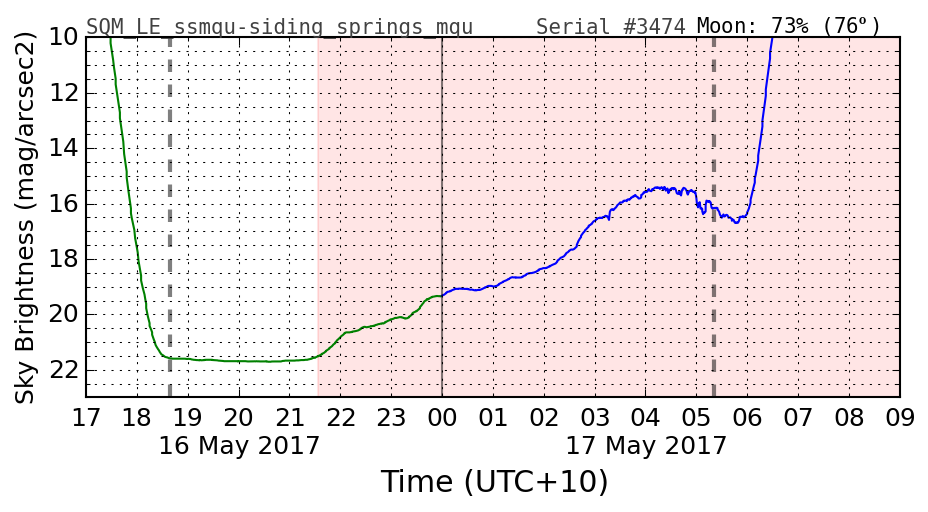 SQM_LE_ssmqu-siding_springs_mqu Serial #3474 Moon: 73% (76°)
10
12
14
16
18
20
22
Sky Brightness (mag/arcsec2)
17 18 19 20 21 22 23 00 01 02 03 04 05 06 07 08 09
16 May 2017 17 May 2017
Time (UTC+10)